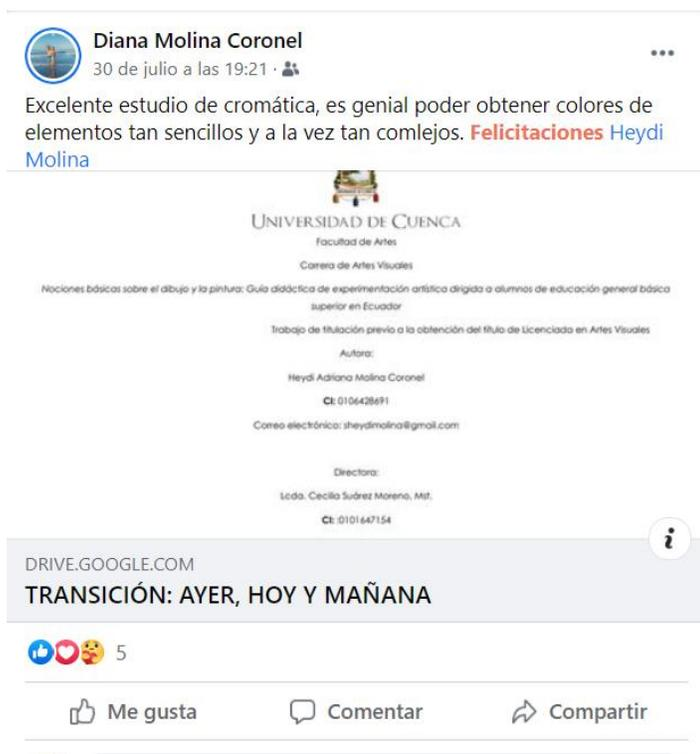 Diana Molina Coronel
30 de julio a las 19:21 ·
Excelente estudio de cromática, es genial poder obtener colores de
elementos tan sencillos y a la vez tan comlejos. Felicitaciones Heydi
Molina
UNIVERSIDAD DE CUENCA
Facultad de Artes
Carrera de Artes Visuales
Nociones básicas sobre el dibujo y la pintura: Guía didáctica de experimentación artística dirigida a alumnos de educación general básica
superior en Ecuador
Trabajo de titulación previo a la obtención del título de Licenciada en Artes Visuales
Autora:
Heydi Adriana Molina Coronel
CI: 0106428691
Correo electrónico: sheydimolina@gmail.com
Directora:
Lcda. Cecilia Suárez Moreno, Mst.
CI: :0101647154
DRIVE.GOOGLE.COM
TRANSICIÓN: AYER, HOY Y MAÑANA
5
Me gusta Comentar Compartir